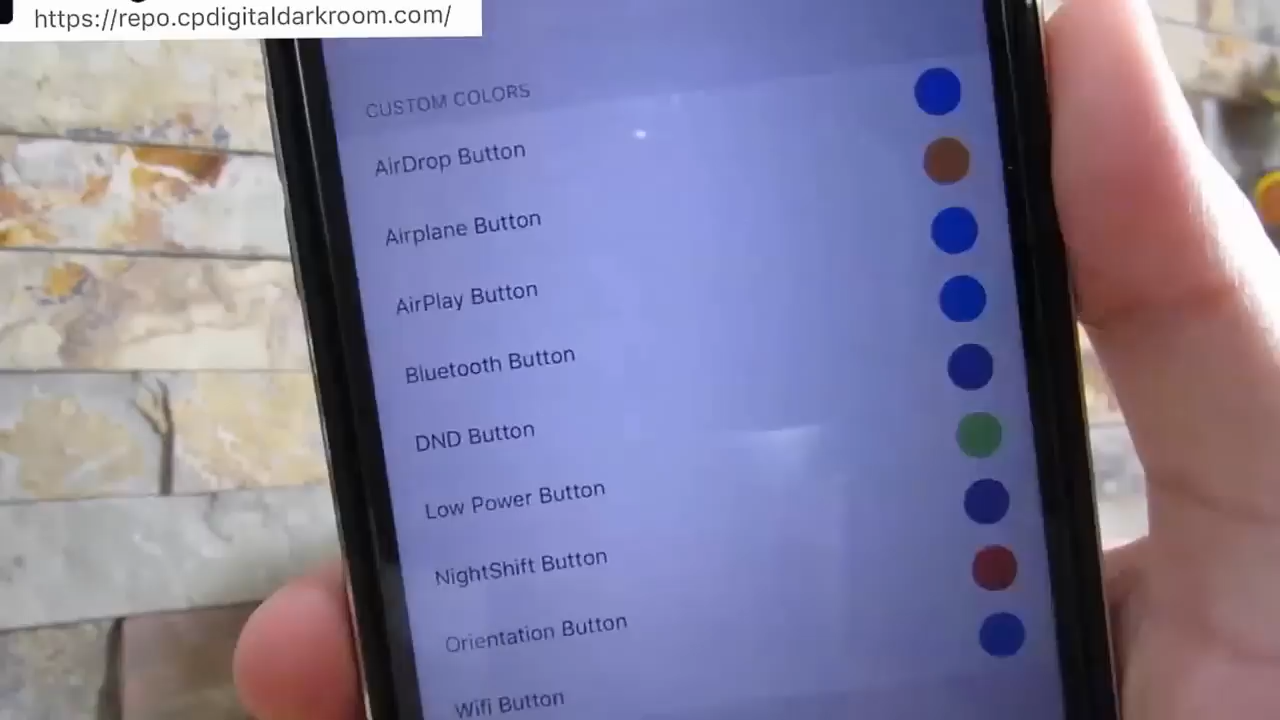 https://repo.cpdigitaldarkroom.com/
CUSTOM COLORS
AirDrop Button
Airplane Button
AirPlay Button
Bluetooth Button
DND Button
Low Power Button
NightShift Button
Orientation Button
Wifi Button